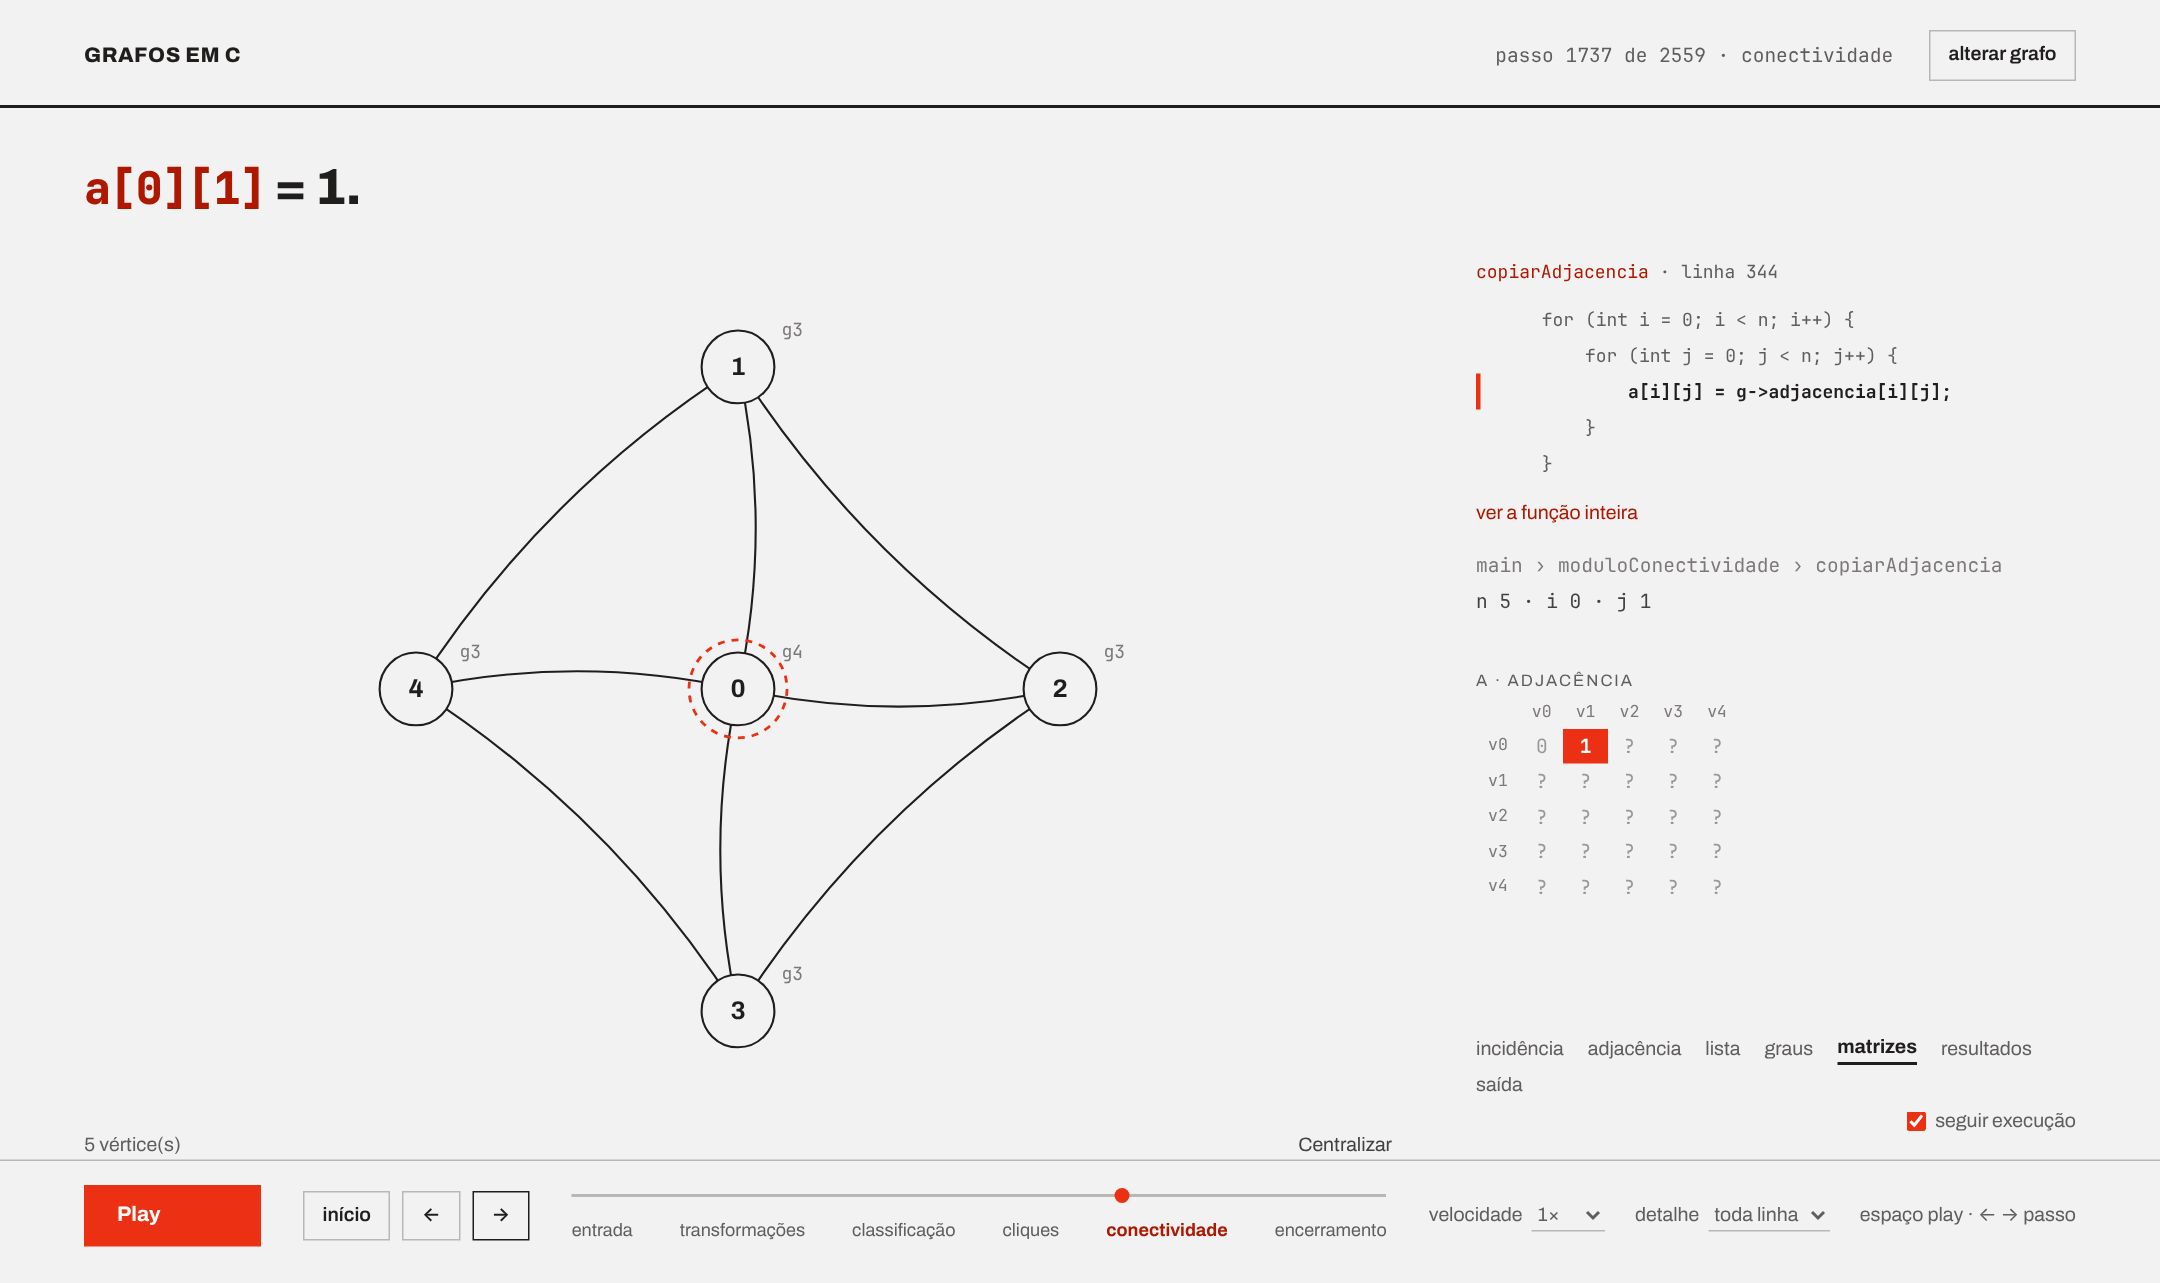 GRAFOS EM C
passo 1737 de 2559 · conectividade
alterar grafo
a[0][1] = 1.
1
g3
4
g3
0
g4
2
g3
3
g3
copiarAdjacencia · linha 344
for (int i = 0; i < n; i++) {
for (int j = 0; j < n; j++) {
a[i][j] = g->adjacencia[i][j];
}
}
ver a função inteira
main › moduloConectividade › copiarAdjacencia
n 5 · i 0 · j 1
A · ADJACÊNCIA
v0 v1 v2 v3 v4
v0 0 1 ? ? ?
v1 ? ? ? ? ?
v2 ? ? ? ? ?
v3 ? ? ? ? ?
v4 ? ? ? ? ?
incidência adjacência lista graus matrizes resultados
saída
seguir execução
5 vértice(s)
Centralizar
Play
início
←
→
entrada transformações classificação cliques conectividade encerramento
velocidade 1×
detalhe toda linha
espaço play · ← → passo